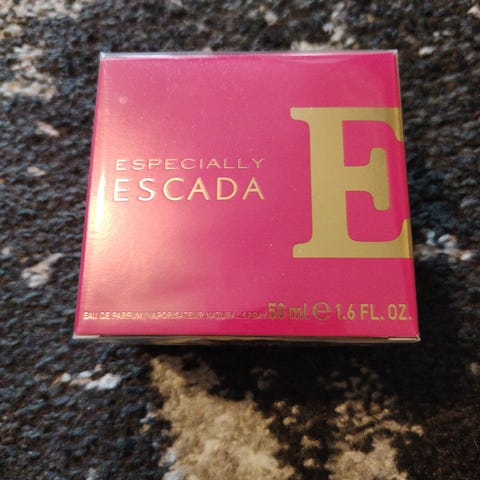 ESPECIALLY
ESCADA
E
EAU DE PARFUM/VAPORISATEUR NATURAL SPRAY 50 ml ℮ 1.6 FL. OZ.